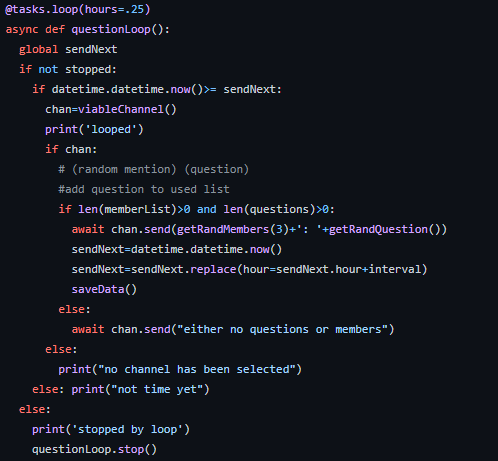 @tasks.loop(hours=.25)
async def questionLoop():
  global sendNext
  if not stopped:
    if datetime.datetime.now()>= sendNext:
      chan=viableChannel()
      print('looped')
      if chan:
        # (random mention) (question)
        #add question to used list
        if len(memberList)>0 and len(questions)>0:
          await chan.send(getRandMembers(3)+': '+getRandQuestion())
          sendNext=datetime.datetime.now()
          sendNext=sendNext.replace(hour=sendNext.hour+interval)
          saveData()
        else:
          await chan.send("either no questions or members")
      else:
        print("no channel has been selected")
    else: print("not time yet")
  else:
    print('stopped by loop')
    questionLoop.stop()